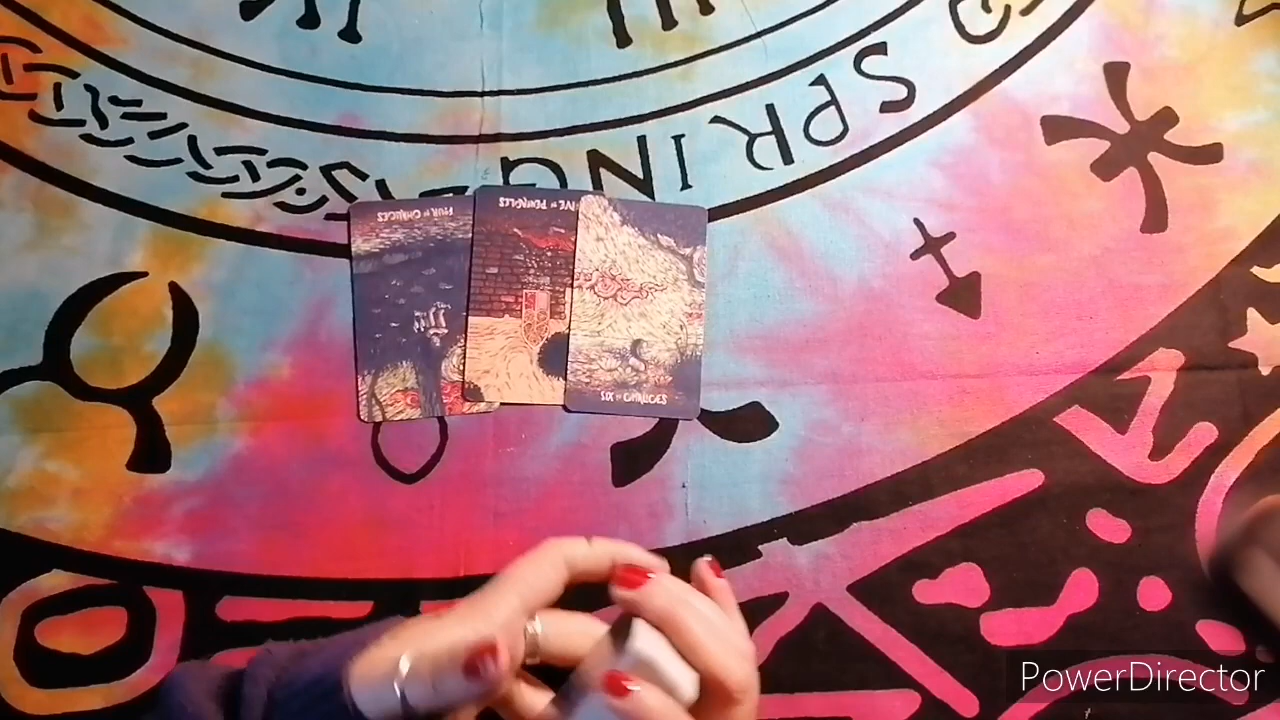 SPRING
FOUR OF CHALICES
FIVE OF PENTACLES
SIX OF CHALICES
PowerDirector